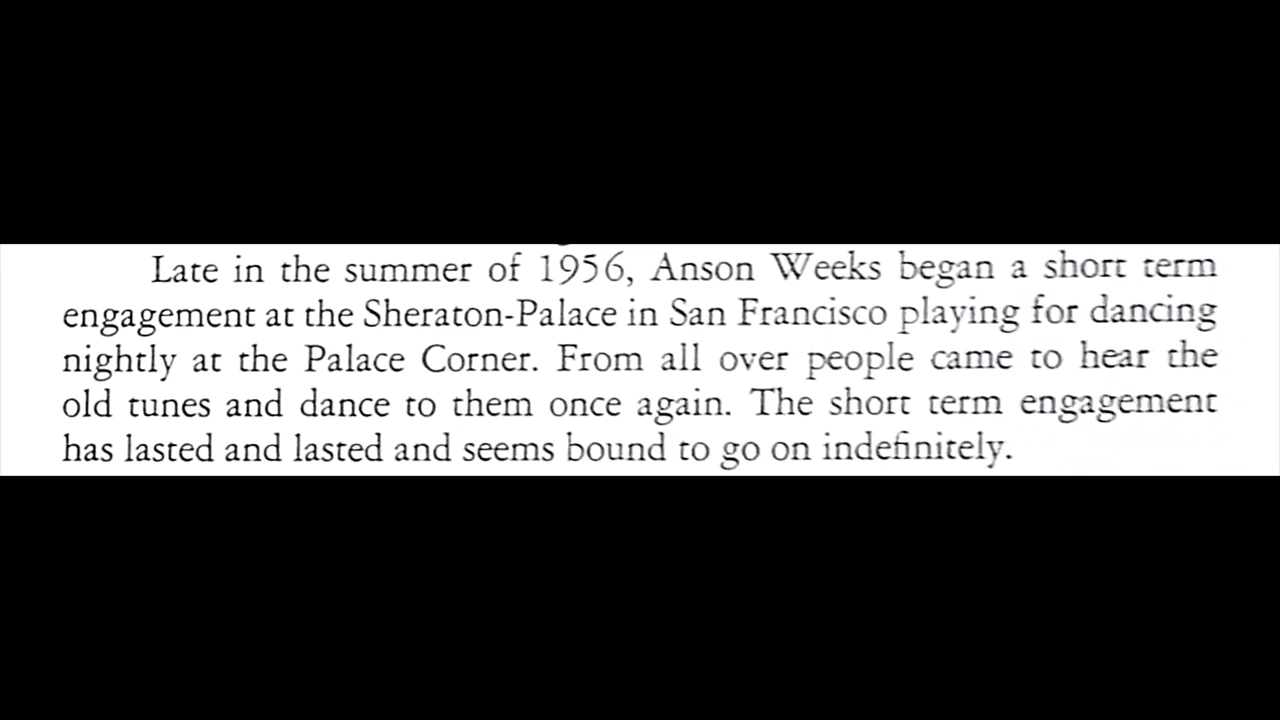 Late in the summer of 1956, Anson Weeks began a short term
engagement at the Sheraton-Palace in San Francisco playing for dancing
nightly at the Palace Corner. From all over people came to hear the
old tunes and dance to them once again. The short term engagement
has lasted and lasted and seems bound to go on indefinitely.